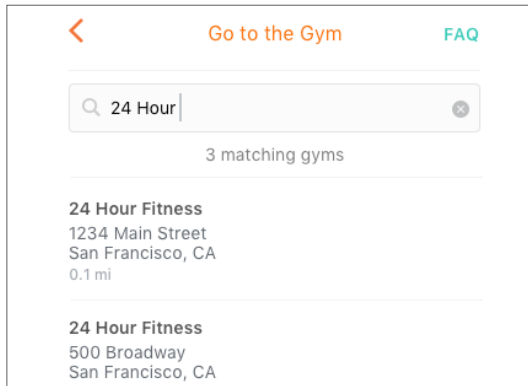 Go to the Gym FAQ
24 Hour
3 matching gyms
24 Hour Fitness
1234 Main Street
San Francisco, CA
0.1 mi
24 Hour Fitness
500 Broadway
San Francisco, CA